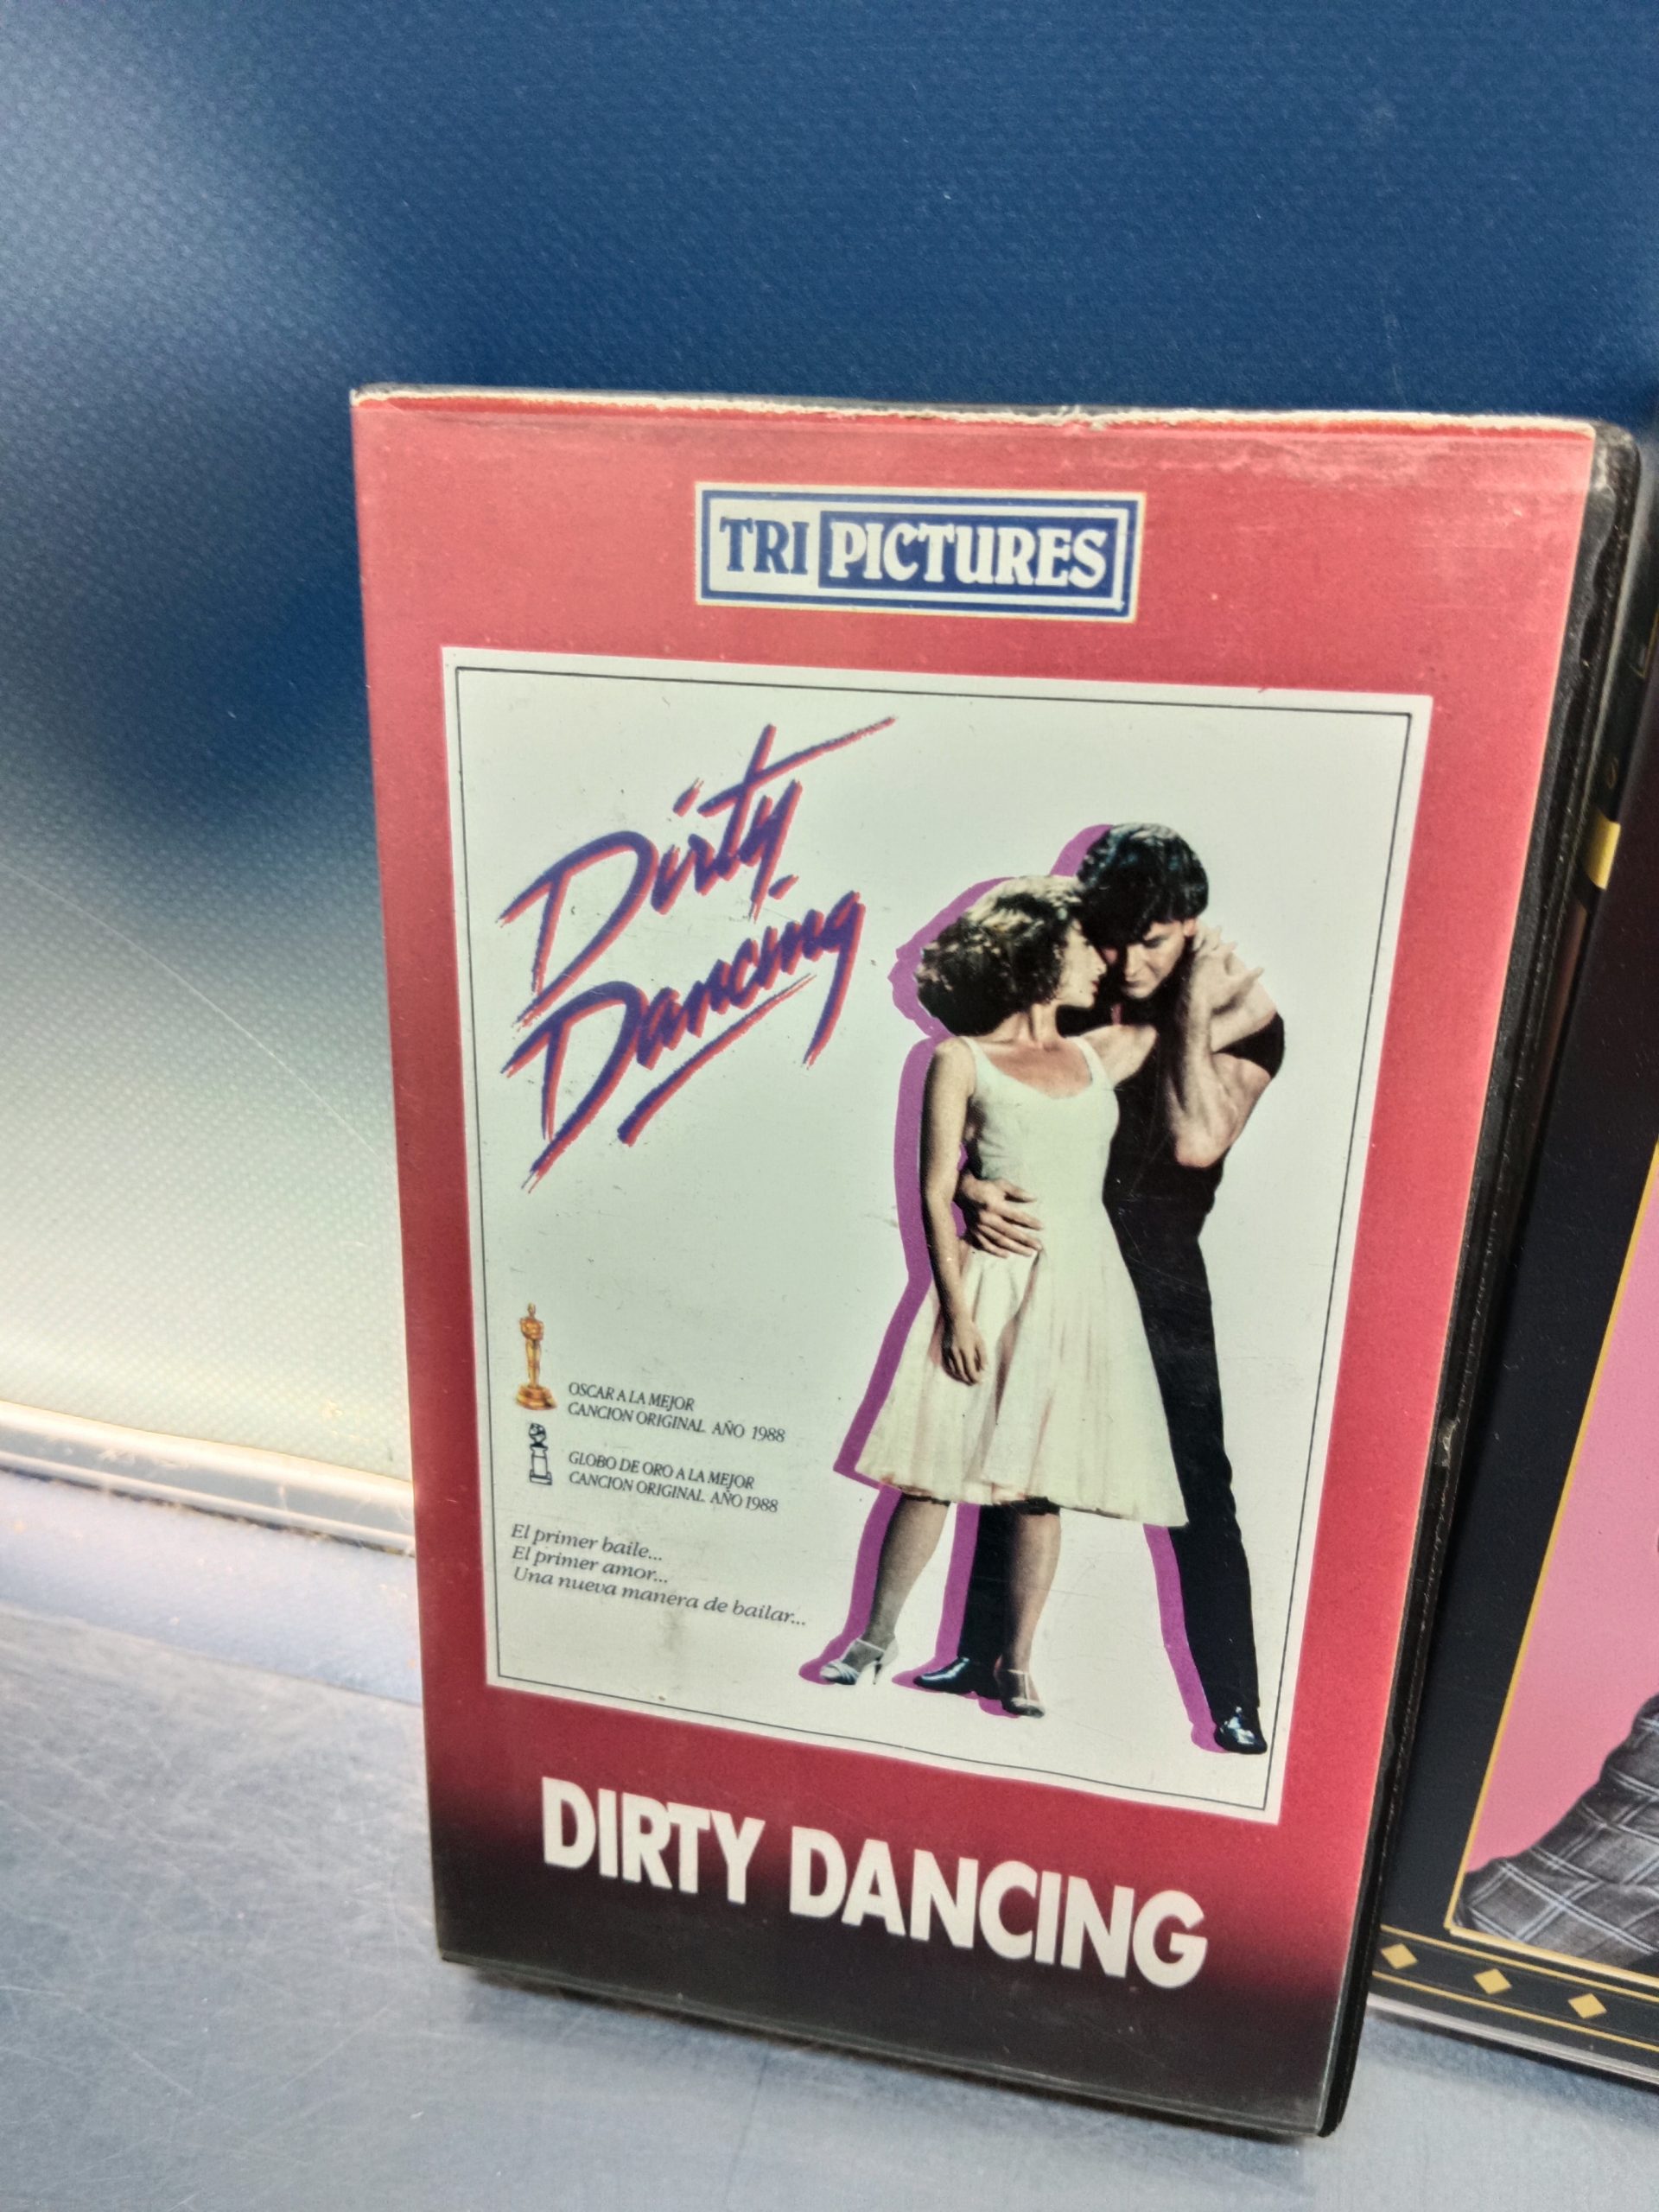 TRI PICTURES
Dirty
Dancing
OSCAR A LA MEJOR
CANCION ORIGINAL AÑO 1988
GLOBO DE ORO A LA MEJOR
CANCION ORIGINAL AÑO 1988
El primer baile...
El primer amor...
Una nueva manera de bailar...
DIRTY DANCING